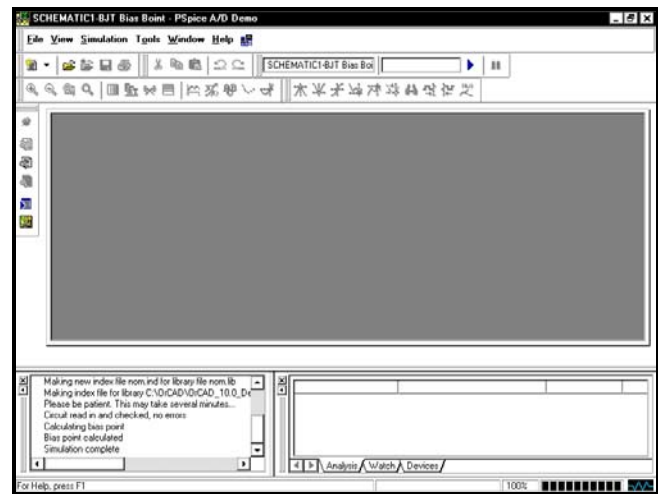 SCHEMATIC1-BJT Bias Boint - PSpice A/D Demo
File View Simulation Tools Window Help
SCHEMATIC1-BJT Bias Boi
Making new index file nom.ind for library file nom.lib
Making index file for library C:\OrCAD\OrCAD_10.0_De
Please be patient. This may take several minutes...
Circuit read in and checked, no errors
Calculating bias point
Bias point calculated
Simulation complete
Analysis Watch Devices
For Help, press F1
100%